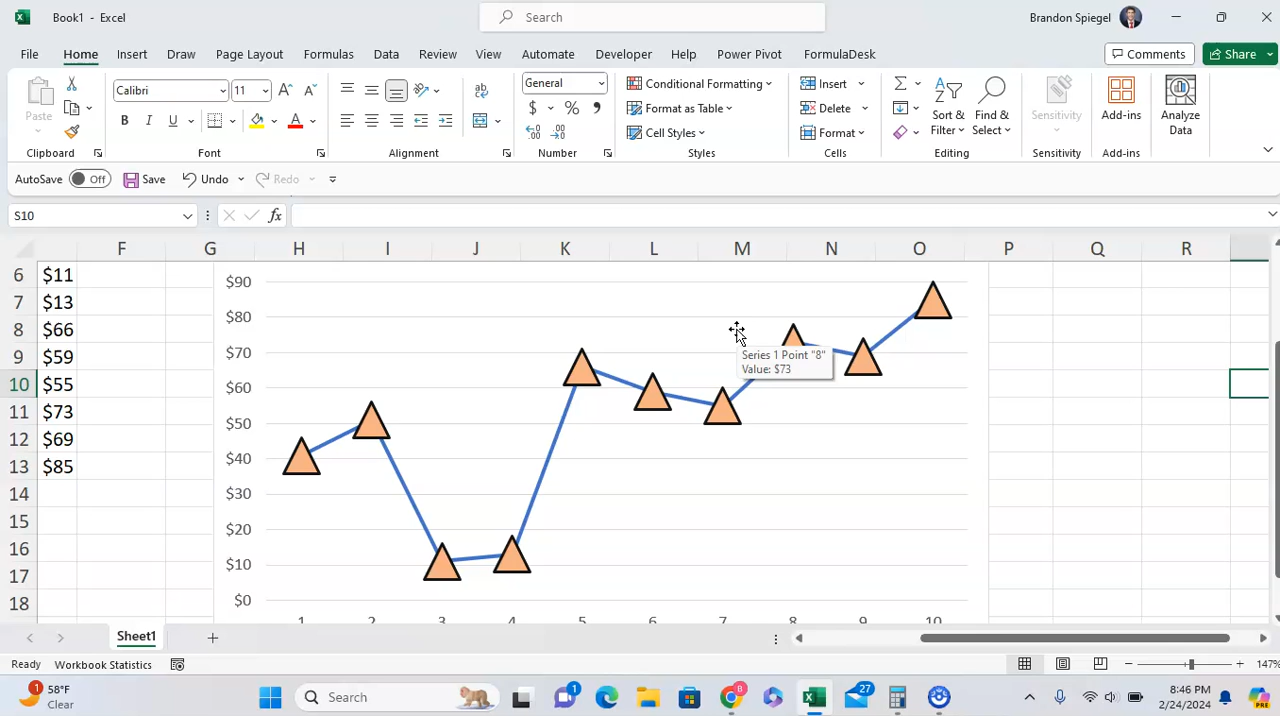 Book1 - Excel
Search
Brandon Spiegel
File Home Insert Draw Page Layout Formulas Data Review View Automate Developer Help Power Pivot FormulaDesk Comments Share
Paste
Calibri 11
B I U A
General
$ % ,
Conditional Formatting
Format as Table
Cell Styles
Insert
Delete
Format
Sort & Filter
Find & Select
Sensitivity
Add-ins
Analyze Data
Clipboard Font Alignment Number Styles Cells Editing Sensitivity Add-ins
AutoSave Off Save Undo Redo
S10 fx
F G H I J K L M N O P Q R
6 $11
7 $13
8 $66
9 $59
10 $55
11 $73
12 $69
13 $85
14
15
16
17
18
$90
$80
$70
$60
$50
$40
$30
$20
$10
$0
1 2 3 4 5 6 7 8 9 10
Series 1 Point "8"
Value: $73
Sheet1
Ready Workbook Statistics 147%
1 58°F
Clear
Search
1
8
27
8:46 PM
2/24/2024
PRE